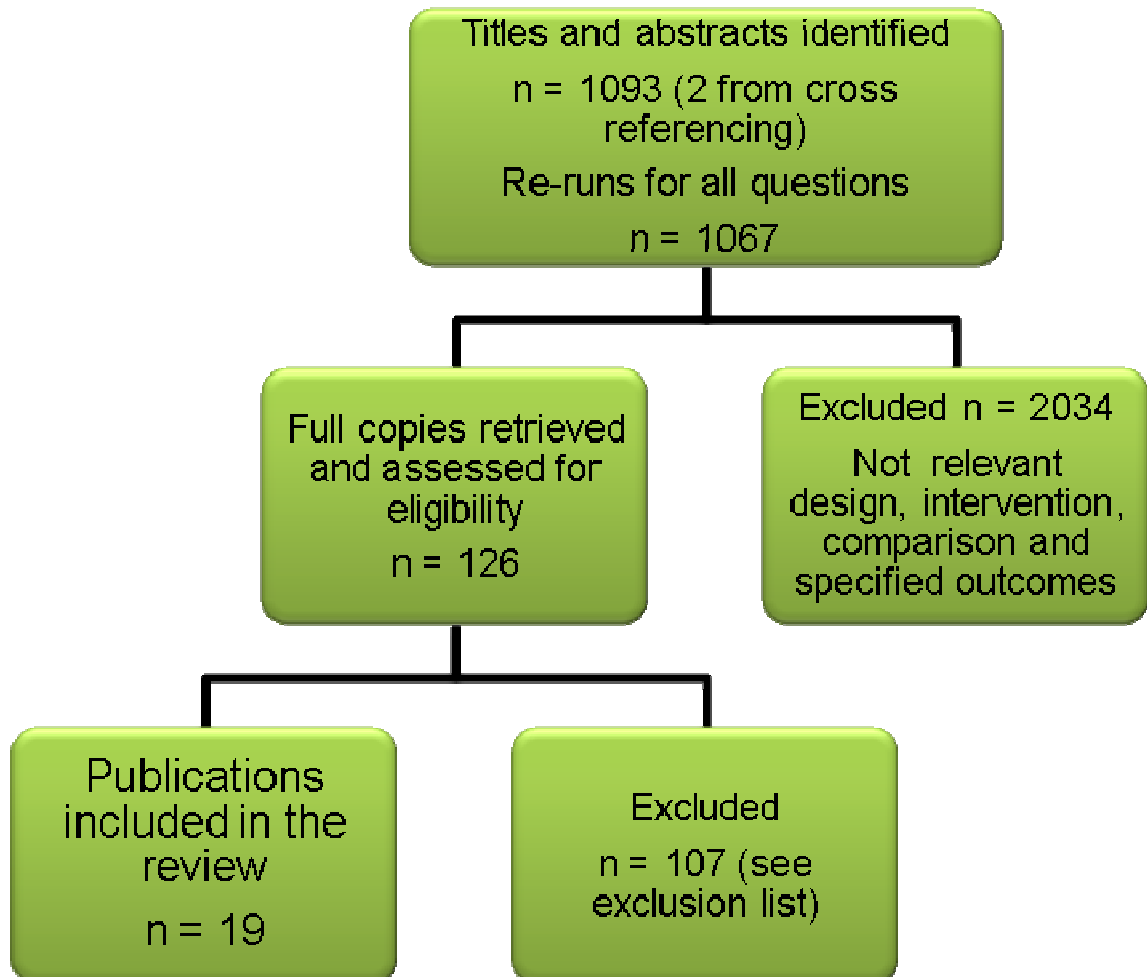 Titles and abstracts identified
n = 1093 (2 from cross
referencing)
Re-runs for all questions
n = 1067
Full copies retrieved
and assessed for
eligibility
n = 126
Excluded n = 2034
Not relevant
design, intervention,
comparison and
specified outcomes
Publications
included in the
review
n = 19
Excluded
n = 107 (see
exclusion list)